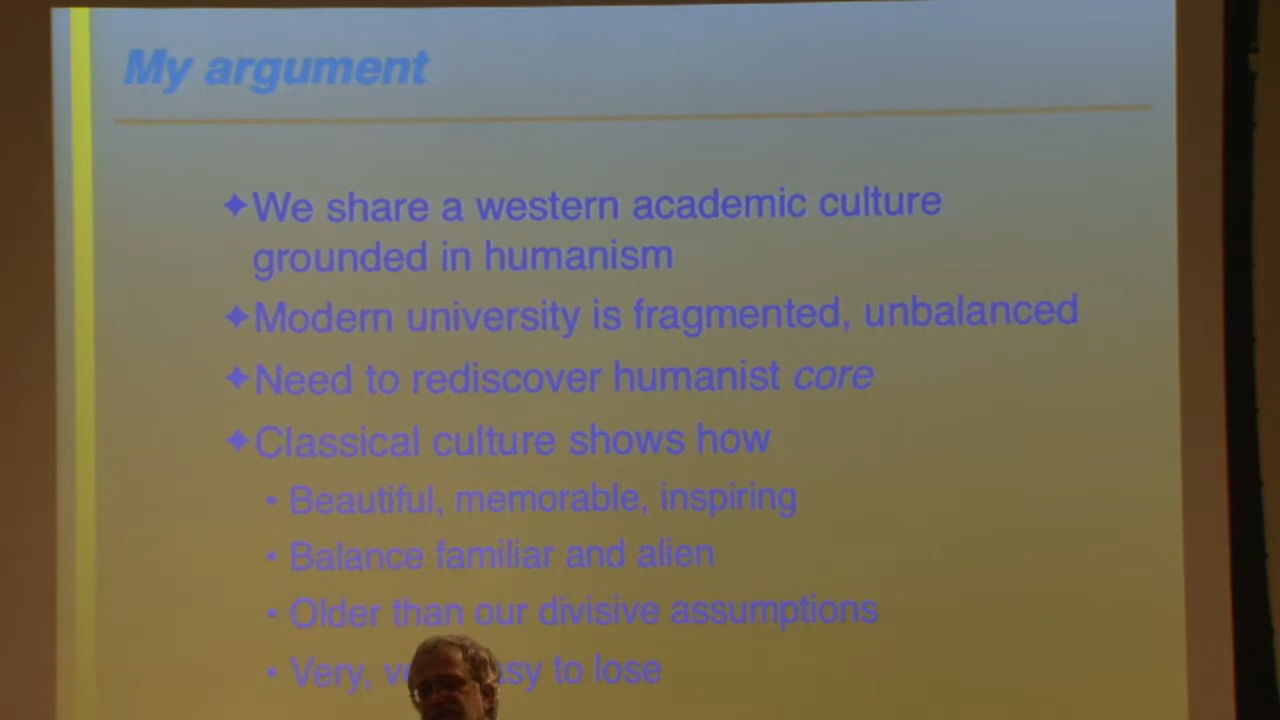 My argument
✦We share a western academic culture
grounded in humanism
✦Modern university is fragmented, unbalanced
✦Need to rediscover humanist core
✦Classical culture shows how
• Beautiful, memorable, inspiring
• Balance familiar and alien
• Older than our divisive assumptions
• Very, to lose